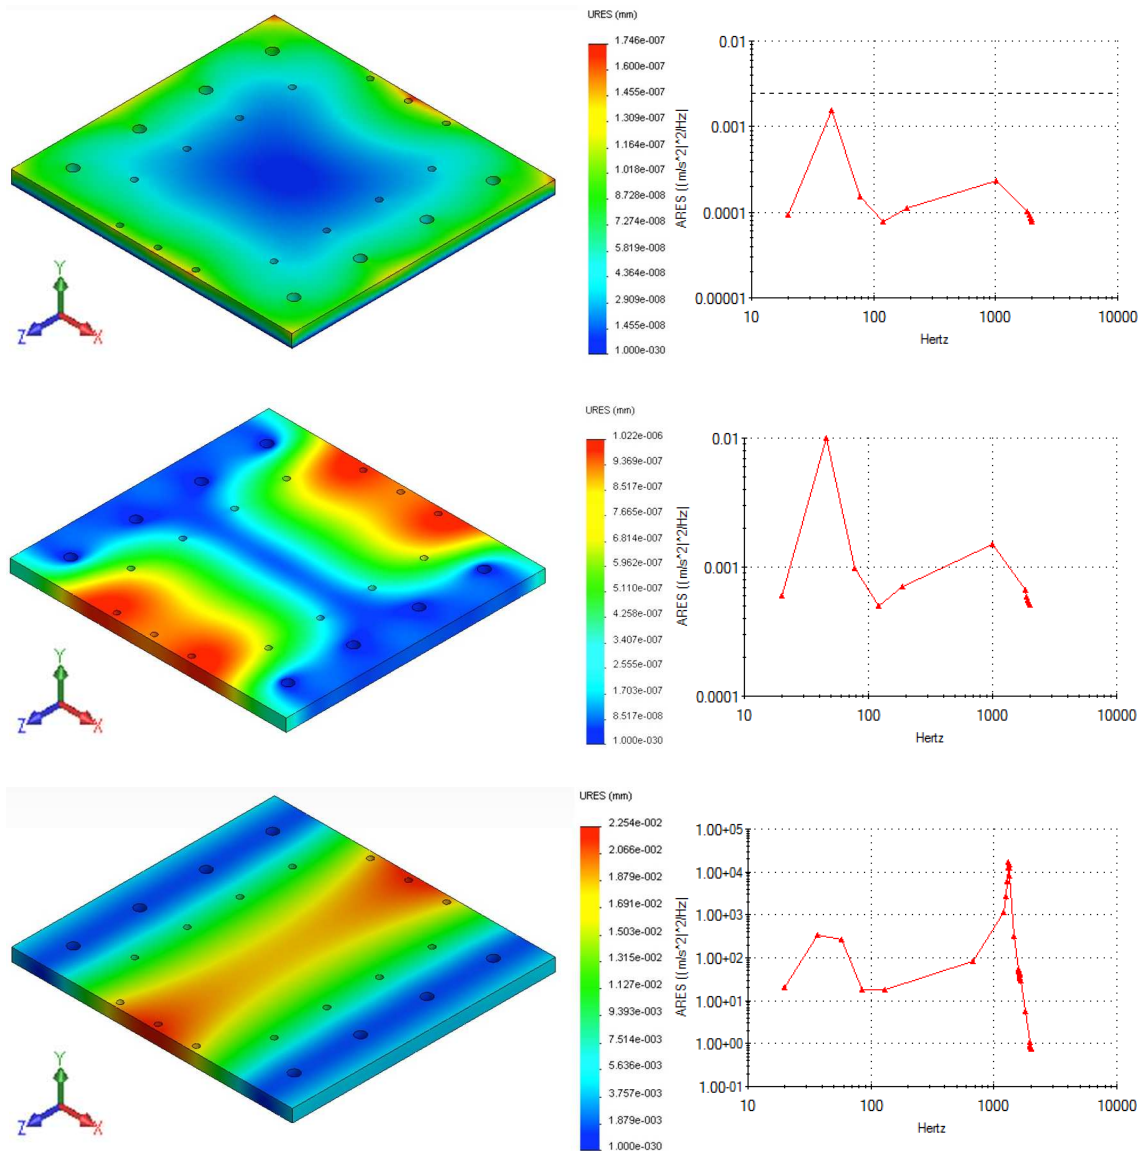 URES (mm)
1.746e-007
1.600e-007
1.455e-007
1.309e-007
1.164e-007
1.018e-007
8.728e-008
7.274e-008
5.819e-008
4.364e-008
2.909e-008
1.455e-008
1.000e-030
Y
Z
X
ARES ((m/s^2|^2/Hz|
0.01
0.001
0.0001
0.00001
10
100
1000
10000
Hertz
URES (mm)
1.022e-006
9.369e-007
8.517e-007
7.665e-007
6.814e-007
5.962e-007
5.110e-007
4.258e-007
3.407e-007
2.555e-007
1.703e-007
8.517e-008
1.000e-030
Y
Z
X
ARES ((m/s^2|^2/Hz|
0.01
0.001
0.0001
10
100
1000
10000
Hertz
URES (mm)
2.254e-002
2.066e-002
1.879e-002
1.691e-002
1.503e-002
1.315e-002
1.127e-002
9.393e-003
7.514e-003
5.636e-003
3.757e-003
1.879e-003
1.000e-030
Y
Z
X
ARES ((m/s^2|^2/Hz|
1.00+05
1.00+04
1.00+03
1.00+02
1.00+01
1.00+00
1.00-01
10
100
1000
10000
Hertz